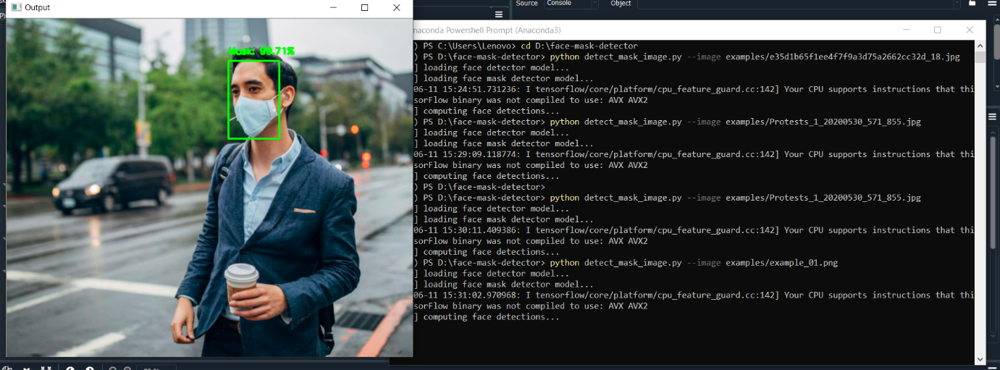 Output
Mask: 99.71%
Source Console Object
naconda Powershell Prompt (Anaconda3)
) PS C:\Users\Lenovo> cd D:\face-mask-detector
) PS D:\face-mask-detector> python detect_mask_image.py --image examples/e35d1b65f1ee4f7f9a3d75a2662cc32d_18.jpg
] loading face detector model...
] loading face mask detector model...
06-11 15:24:51.731236: I tensorflow/core/platform/cpu_feature_guard.cc:142] Your CPU supports instructions that thi
sorFlow binary was not compiled to use: AVX AVX2
] computing face detections...
) PS D:\face-mask-detector> python detect_mask_image.py --image examples/Protests_1_20200530_571_855.jpg
] loading face detector model...
] loading face mask detector model...
06-11 15:29:09.118774: I tensorflow/core/platform/cpu_feature_guard.cc:142] Your CPU supports instructions that thi
sorFlow binary was not compiled to use: AVX AVX2
] computing face detections...
) PS D:\face-mask-detector>
) PS D:\face-mask-detector> python detect_mask_image.py --image examples/Protests_1_20200530_571_855.jpg
] loading face detector model...
] loading face mask detector model...
06-11 15:30:11.409386: I tensorflow/core/platform/cpu_feature_guard.cc:142] Your CPU supports instructions that thi
sorFlow binary was not compiled to use: AVX AVX2
] computing face detections...
) PS D:\face-mask-detector> python detect_mask_image.py --image examples/example_01.png
] loading face detector model...
] loading face mask detector model...
06-11 15:31:02.970968: I tensorflow/core/platform/cpu_feature_guard.cc:142] Your CPU supports instructions that thi
sorFlow binary was not compiled to use: AVX AVX2
] computing face detections...